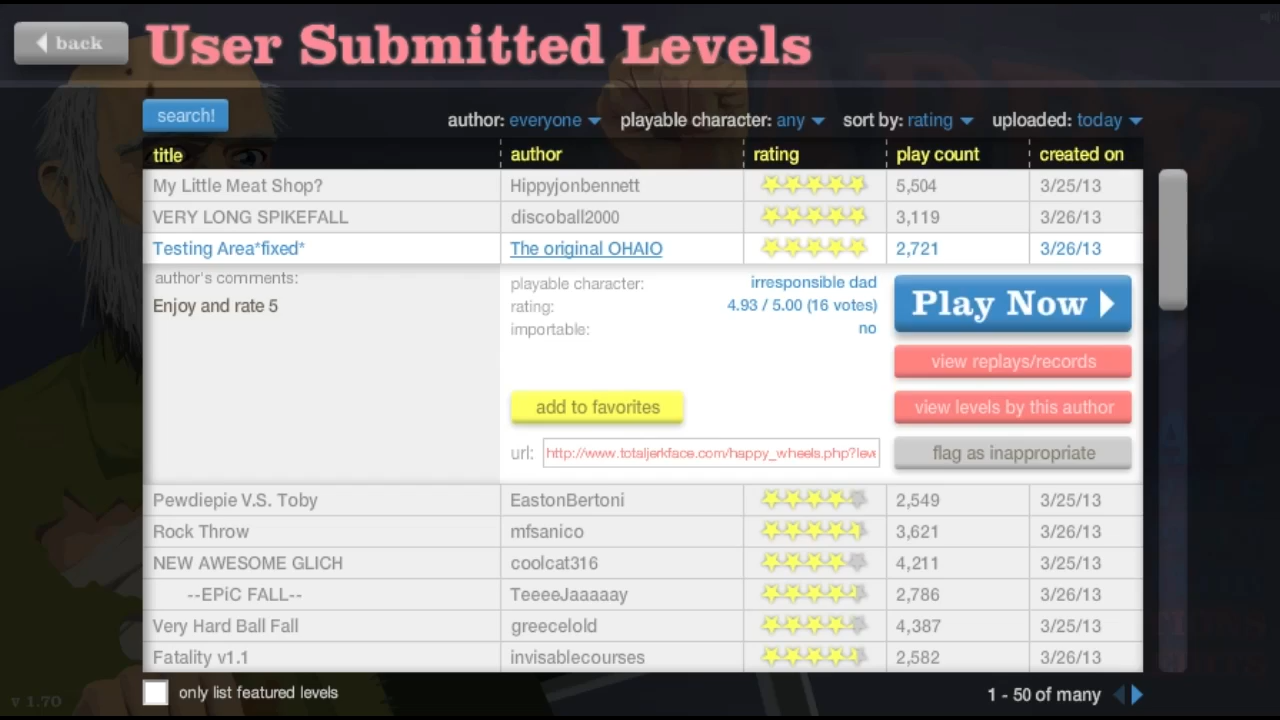 back User Submitted Levels
search! author: everyone playable character: any sort by: rating uploaded: today
title author rating play count created on
My Little Meat Shop? Hippyjonbennett 5,504 3/25/13
VERY LONG SPIKEFALL discoball2000 3,119 3/26/13
Testing Area*fixed* The original OHAIO 2,721 3/26/13
author's comments:
Enjoy and rate 5
playable character: irresponsible dad
rating: 4.93 / 5.00 (16 votes)
importable: no
add to favorites
url: http://www.totaljerkface.com/happy_wheels.php?leve
Play Now
view replays/records
view levels by this author
flag as inappropriate
Pewdiepie V.S. Toby EastonBertoni 2,549 3/25/13
Rock Throw mfsanico 3,621 3/26/13
NEW AWESOME GLICH coolcat316 4,211 3/25/13
--EPiC FALL-- TeeeeJaaaaay 2,786 3/26/13
Very Hard Ball Fall greecelold 4,387 3/25/13
Fatality v1.1 invisablecourses 2,582 3/26/13
only list featured levels 1 - 50 of many
v 1.70